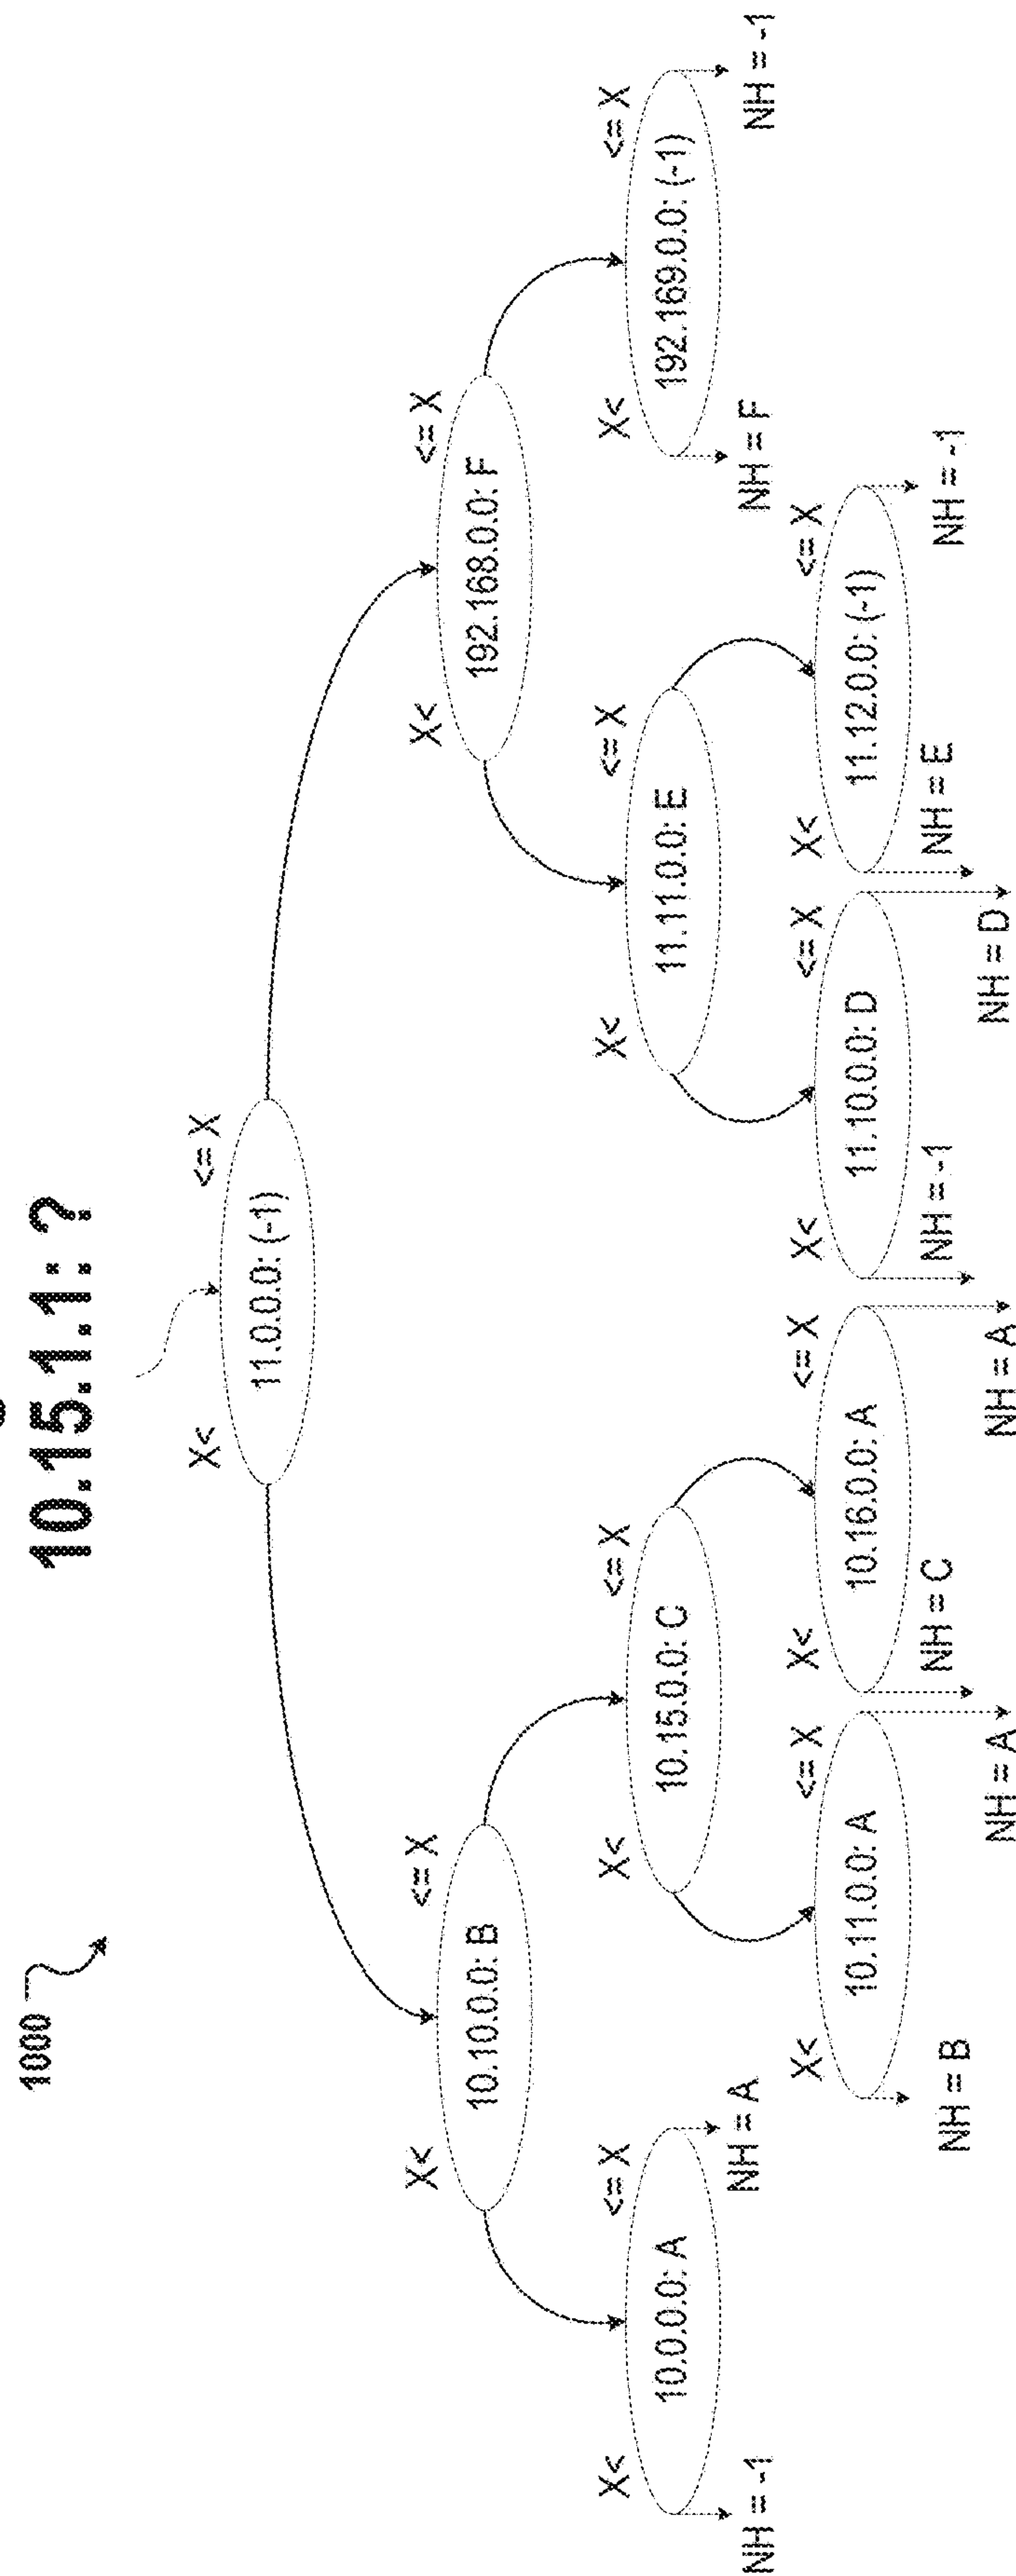 1000
10.15.1.1: ?
X<
<= X
11.0.0.0: (-1)
X<
<= X
10.10.0.0: B
X<
<= X
192.168.0.0: F
X<
<= X
10.0.0.0: A
NH = -1
NH = A
X<
<= X
10.15.0.0: C
X<
<= X
11.11.0.0: E
X<
<= X
192.169.0.0: (-1)
NH = F
NH = -1
X<
<= X
10.11.0.0: A
NH = B
NH = A
X<
<= X
10.16.0.0: A
NH = C
NH = A
X<
<= X
11.10.0.0: D
NH = -1
NH = D
X<
<= X
11.12.0.0: (-1)
NH = E
NH = -1